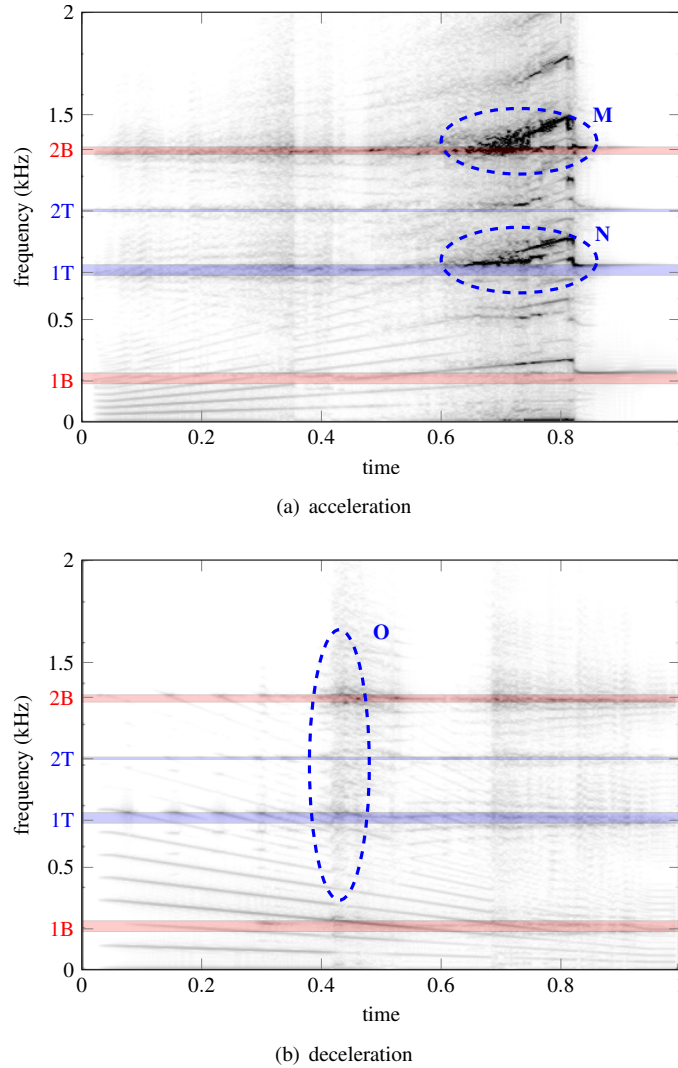 2
1.5
M
2B
2T
N
1T
0.5
1B
0
0 0.2 0.4 0.6 0.8
frequency (kHz)
time
(a) acceleration
2
O
1.5
2B
2T
1T
0.5
1B
0
0 0.2 0.4 0.6 0.8
frequency (kHz)
time
(b) deceleration